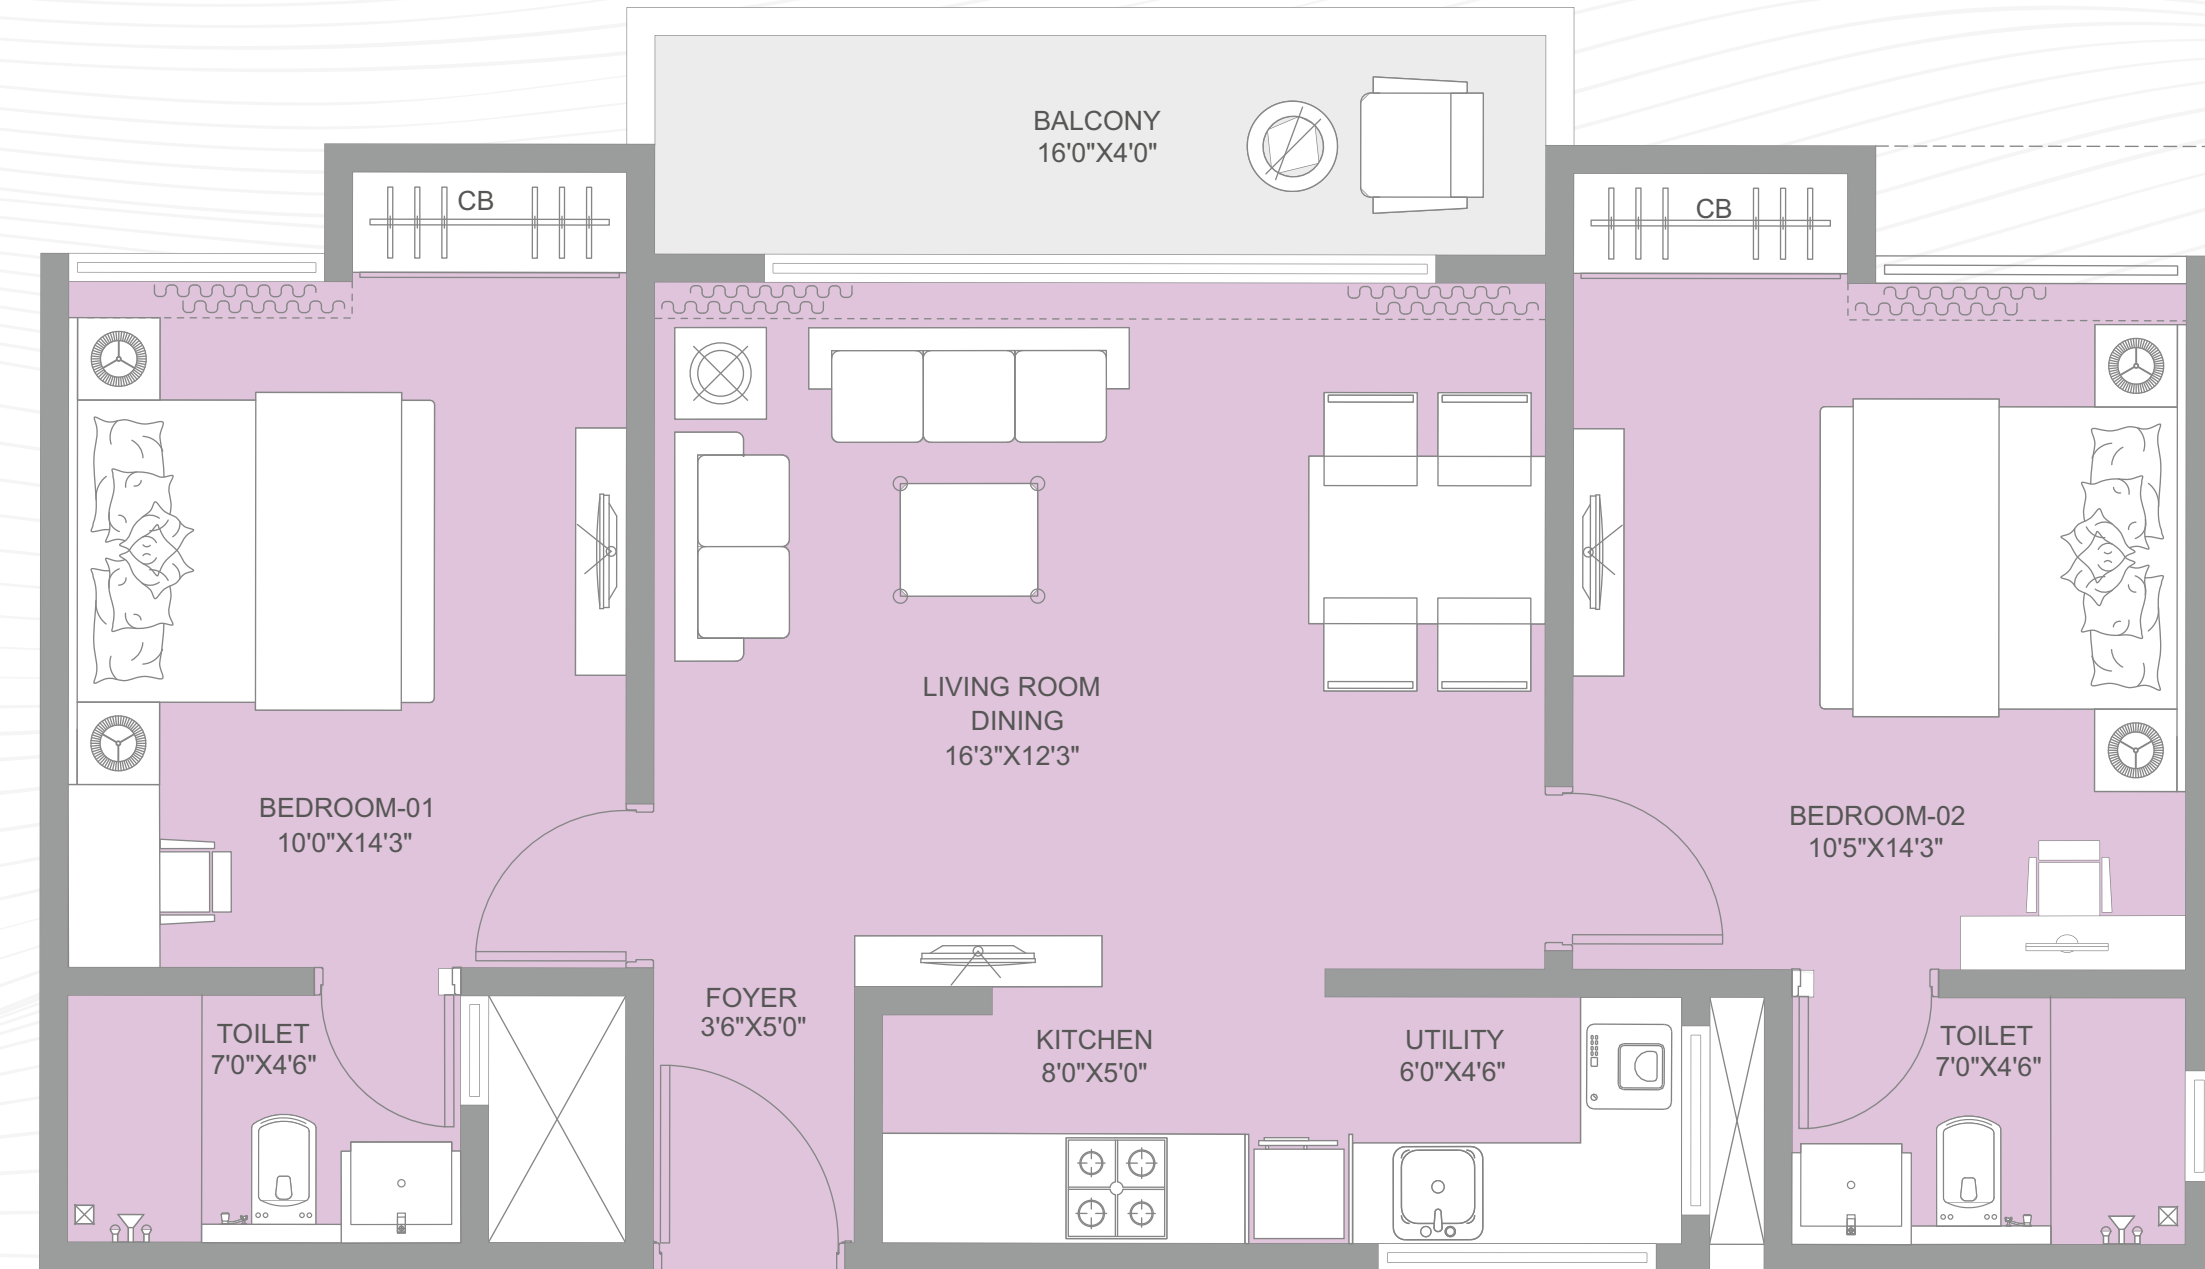 BALCONY
16'0"X4'0"
CB
CB
LIVING ROOM
DINING
16'3"X12'3"
BEDROOM-01
10'0"X14'3"
BEDROOM-02
10'5"X14'3"
FOYER
3'6"X5'0"
TOILET
7'0"X4'6"
KITCHEN
8'0"X5'0"
UTILITY
6'0"X4'6"
TOILET
7'0"X4'6"